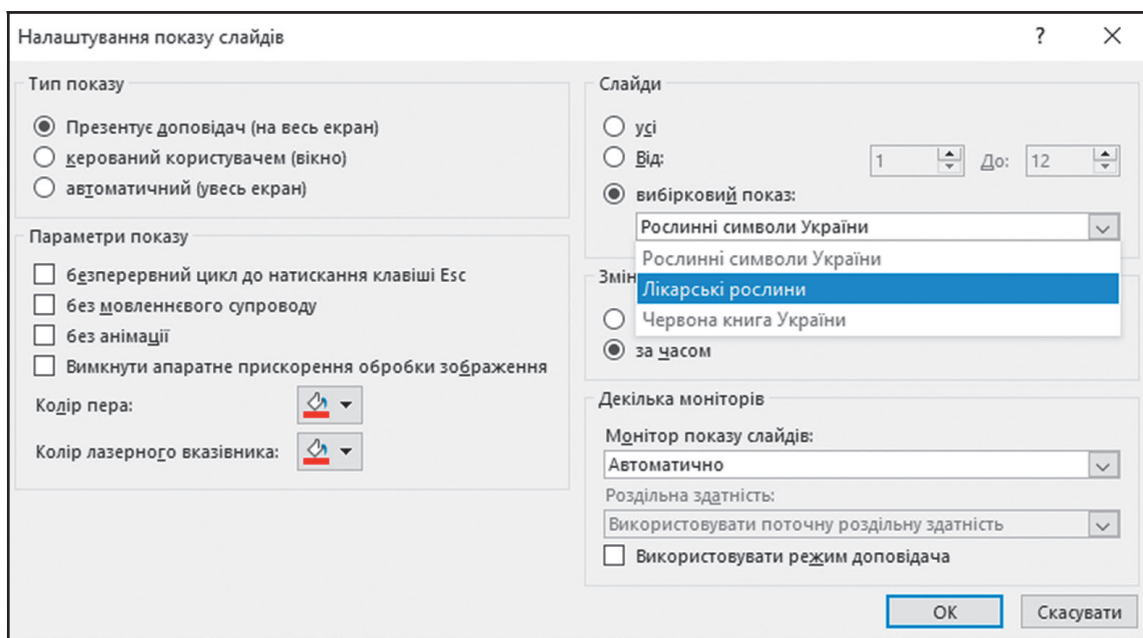 Налаштування показу слайдів ?
Тип показу
Презентує доповідач (на весь екран)
керований користувачем (вікно)
автоматичний (увесь екран)
Параметри показу
безперервний цикл до натискання клавіші Esc
без мовленнєвого супроводу
без анімації
Вимкнути апаратне прискорення обробки зображення
Колір пера:
Колір лазерного вказівника:
Слайди
усі
Від: 1 До: 12
вибірковий показ:
Рослинні символи України
Рослинні символи України
Лікарські рослини
Червона книга України
Змін
за часом
Декілька моніторів
Монітор показу слайдів:
Автоматично
Роздільна здатність:
Використовувати поточну роздільну здатність
Використовувати режим доповідача
ОК Скасувати